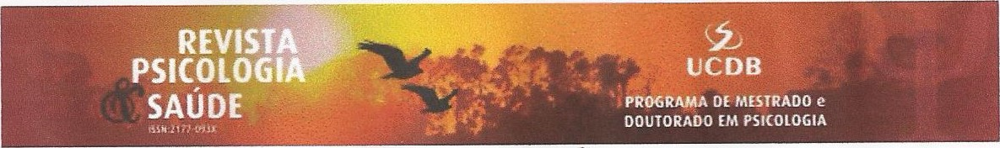 REVISTA
PSICOLOGIA
& SAÚDE
ISSN:2177-093X
UCDB
PROGRAMA DE MESTRADO e
DOUTORADO EM PSICOLOGIA